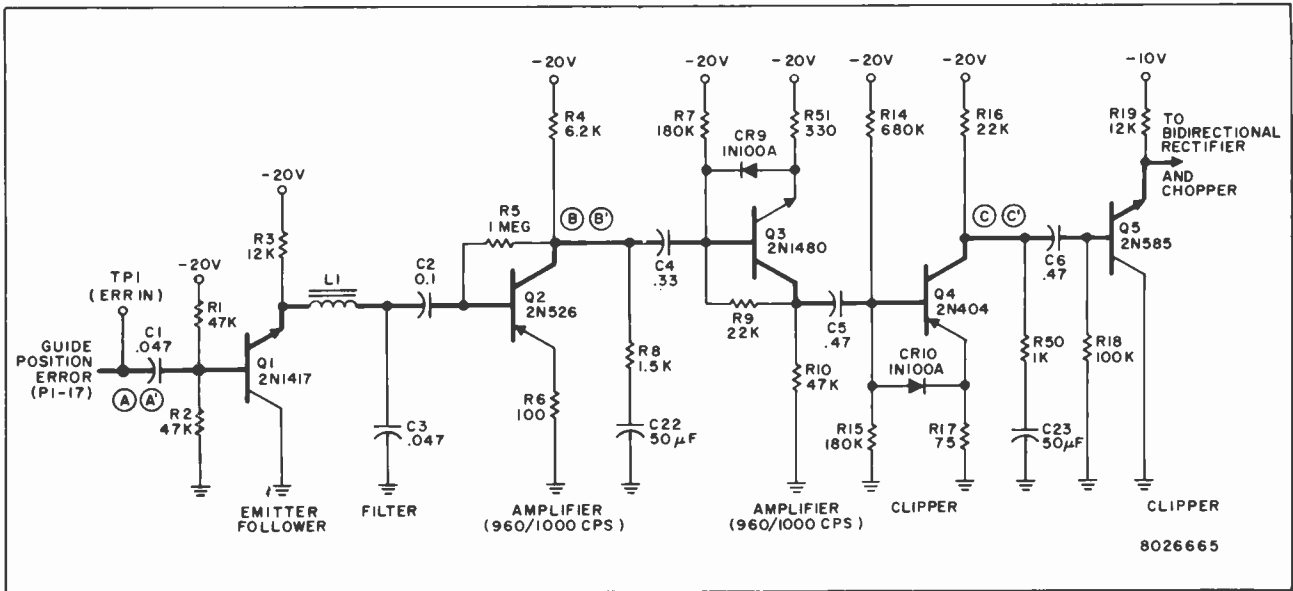 -20V
-20V
-20V
-20V
-20V
-10V
R4
6.2K
R7
180K
CR9
1N100A
R51
330
R14
680K
R16
22K
R19
12K
TO
BIDIRECTIONAL
RECTIFIER
AND
CHOPPER
-20V
R3
12K
R5
1 MEG
B B'
C C'
Q5
2N585
TP1
(ERR IN)
-20V
R1
47K
L1
C2
0.1
Q2
2N526
C4
.33
Q3
2N1480
C6
.47
Q4
2N404
C1
.047
GUIDE
POSITION
ERROR
(P1-17)
A A'
Q1
2N1417
R9
22K
C5
.47
R8
1.5K
R10
47K
CR10
1N100A
R50
1K
R18
100K
R2
47K
C3
.047
R6
100
C22
50μF
R15
180K
R17
75
C23
50μF
EMITTER
FOLLOWER
FILTER
AMPLIFIER
(960/1000 CPS)
AMPLIFIER
(960/1000 CPS)
CLIPPER
CLIPPER
8026665